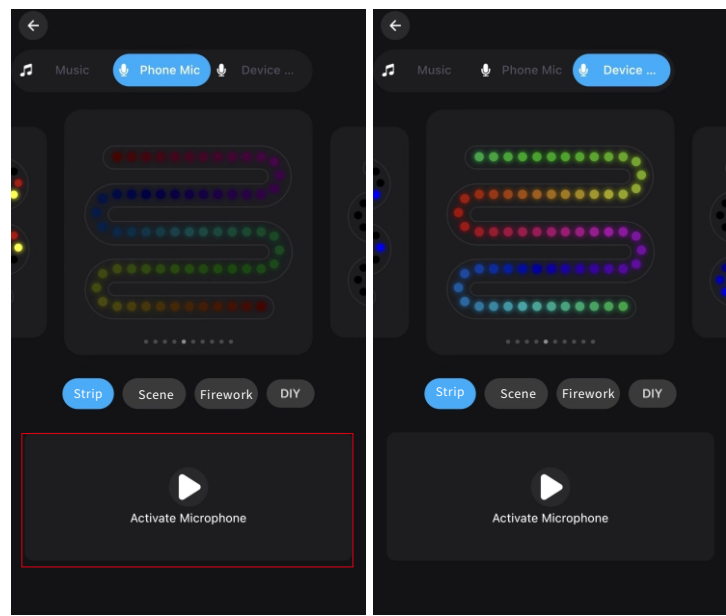 Music Phone Mic Device ...
Strip Scene Firework DIY
Activate Microphone
Music Phone Mic Device ...
Strip Scene Firework DIY
Activate Microphone